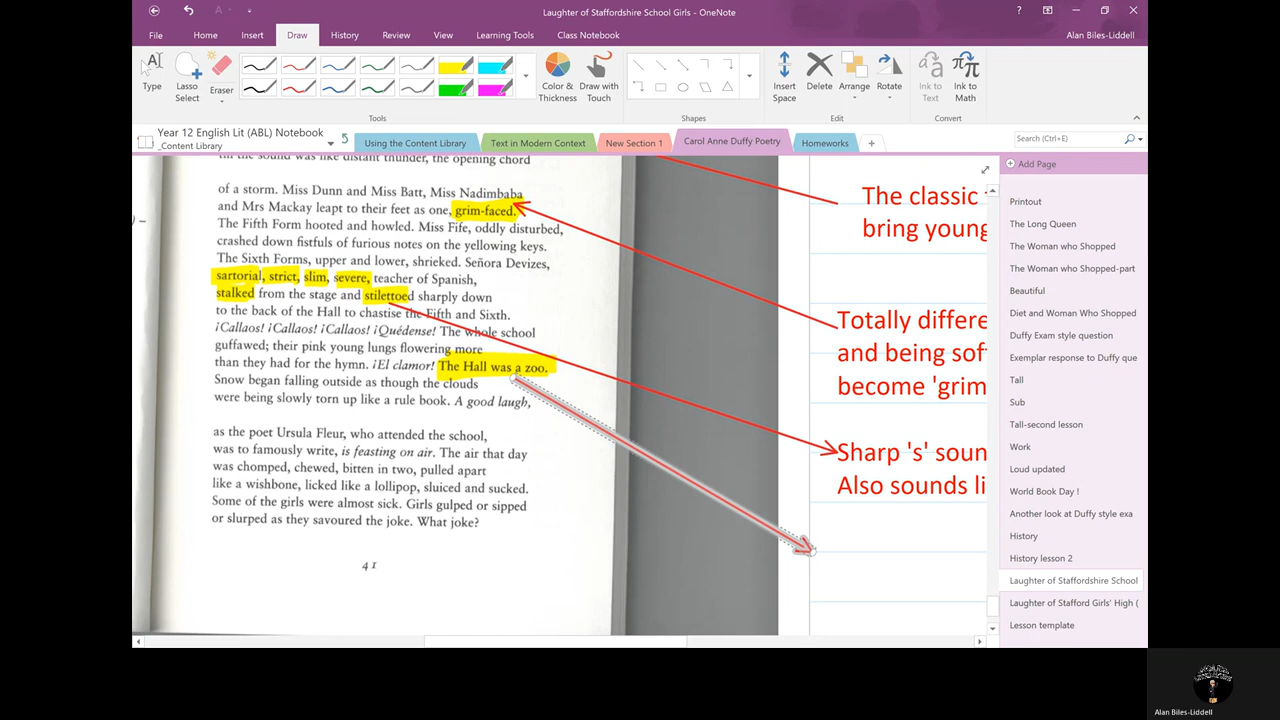 Laughter of Staffordshire School Girls - OneNote
?
File
Home
Insert
Draw
History
Review
View
Learning Tools
Class Notebook
Alan Biles-Liddell
Type
Lasso Select
Eraser
Color & Thickness
Draw with Touch
Insert Space
Delete
Arrange
Rotate
Ink to Text
Ink to Math
Tools
Shapes
Edit
Convert
Year 12 English Lit (ABL) Notebook
_Content Library
Using the Content Library
Text in Modern Context
New Section 1
Carol Anne Duffy Poetry
Homeworks
Search (Ctrl+E)
the sound was like distant thunder, the opening chord
of a storm. Miss Dunn and Miss Batt, Miss Nadimbaba
and Mrs Mackay leapt to their feet as one, grim-faced.
The Fifth Form hooted and howled. Miss Fife, oddly disturbed,
crashed down fistfuls of furious notes on the yellowing keys.
The Sixth Forms, upper and lower, shrieked. Señora Devizes,
sartorial, strict, slim, severe, teacher of Spanish,
stalked from the stage and stilettoed sharply down
to the back of the Hall to chastise the Fifth and Sixth.
¡Callaos! ¡Callaos! ¡Callaos! ¡Quédense! The whole school
guffawed; their pink young lungs flowering more
than they had for the hymn. ¡El clamor! The Hall was a zoo.
Snow began falling outside as though the clouds
were being slowly torn up like a rule book. A good laugh,
as the poet Ursula Fleur, who attended the school,
was to famously write, is feasting on air. The air that day
was chomped, chewed, bitten in two, pulled apart
like a wishbone, licked like a lollipop, sluiced and sucked.
Some of the girls were almost sick. Girls gulped or sipped
or slurped as they savoured the joke. What joke?
41
The classic
bring young
Totally differe
and being sof
become 'grim
Sharp 's' soun
Also sounds li
Add Page
Printout
The Long Queen
The Woman who Shopped
The Woman who Shopped-part
Beautiful
Diet and Woman Who Shopped
Duffy Exam style question
Exemplar response to Duffy que
Tall
Sub
Tall-second lesson
Work
Loud updated
World Book Day !
Another look at Duffy style exa
History
History lesson 2
Laughter of Staffordshire School
Laughter of Stafford Girls' High (
Lesson template
Alan Biles-Liddell